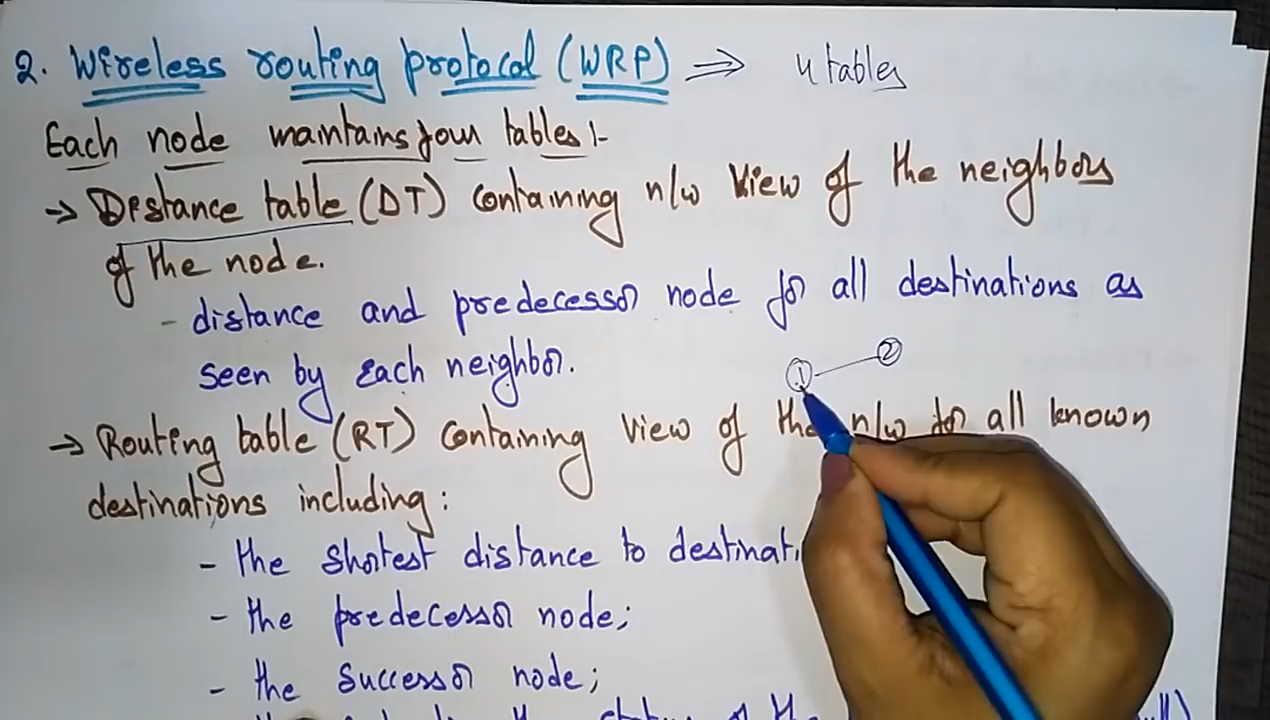 2. Wireless routing protocol (WRP) ⇒ 4 tables
Each node maintains four tables :-
→ Distance table (DT) containing n/w view of the neighbors
of the node.
- distance and predecessor node for all destinations as
seen by each neighbor.
1 2
→ Routing table (RT) containing view of the n/w for all known
destinations including :
- the shortest distance to destinati
- the predecessor node;
- the successor node;